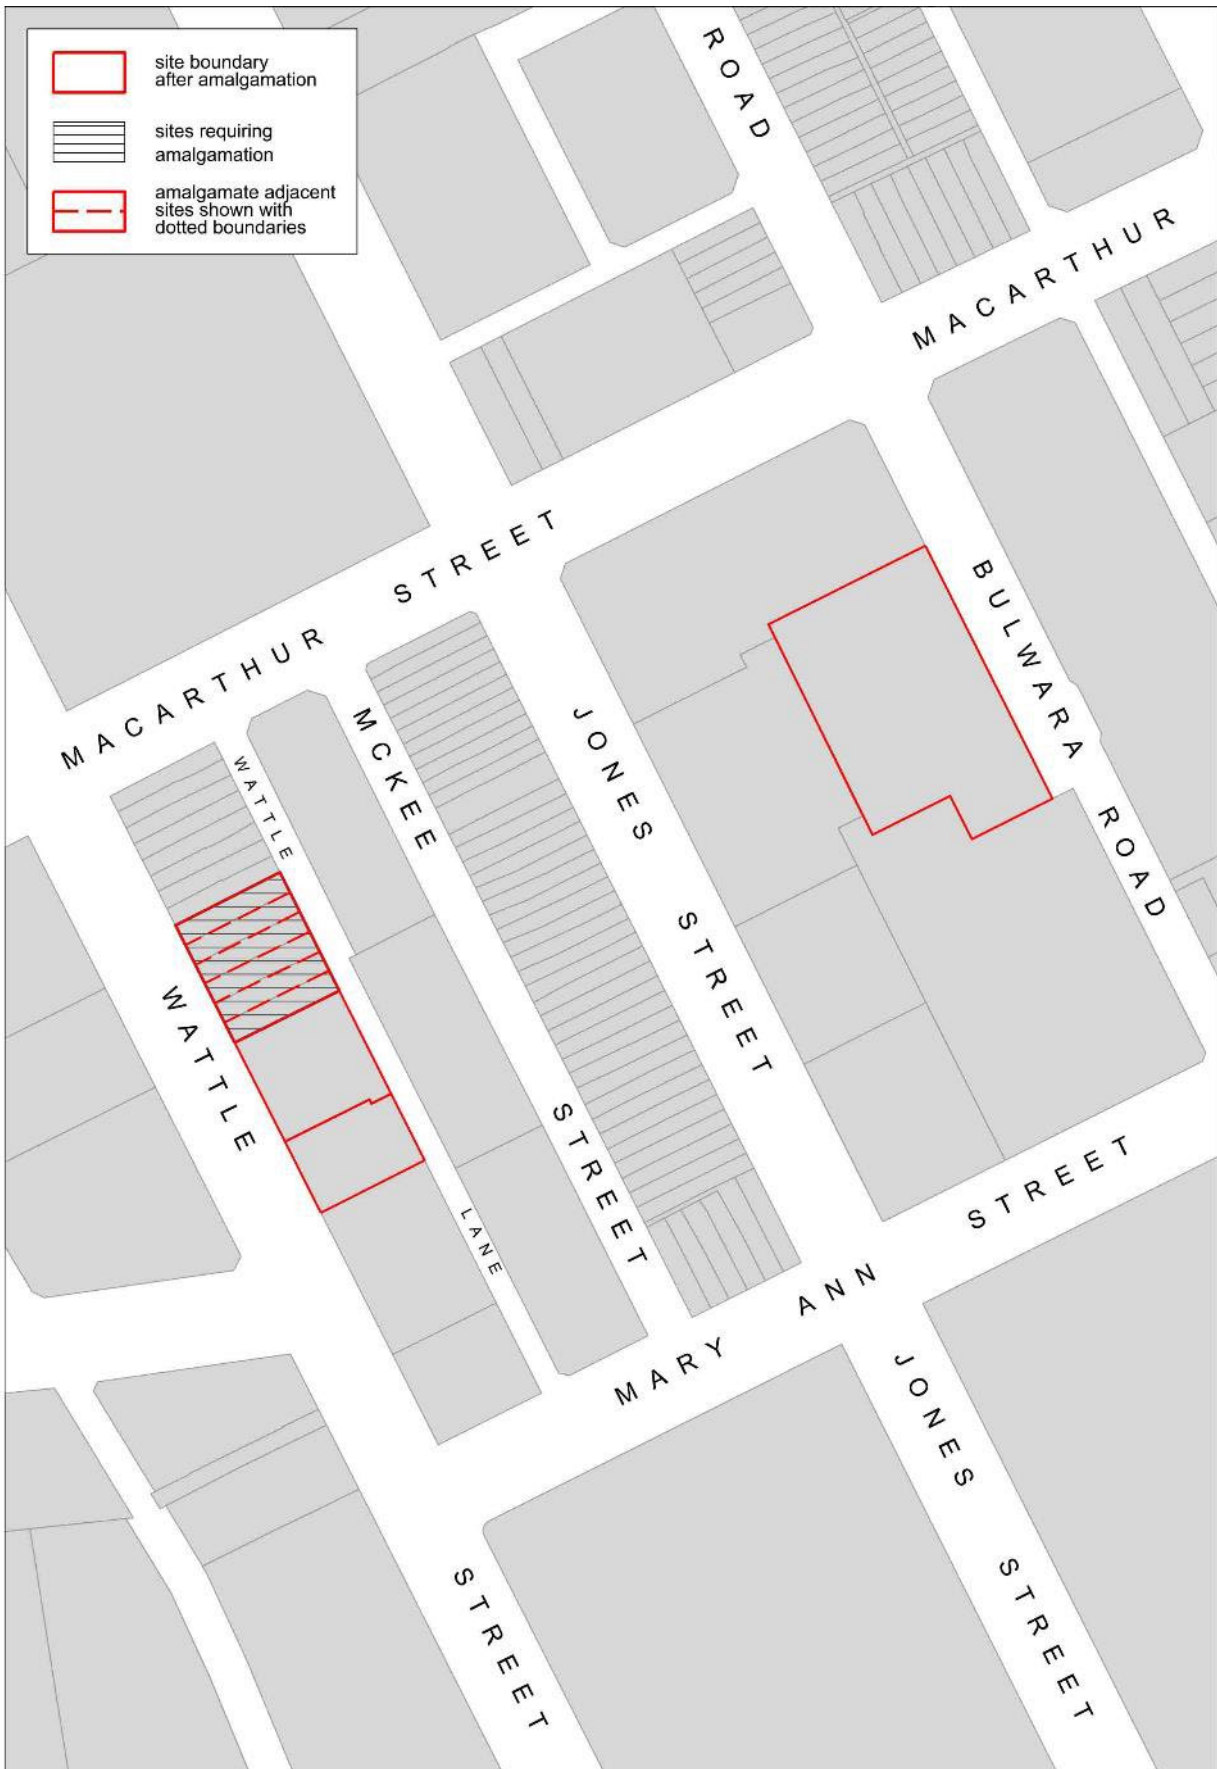 site boundary
after amalgamation
sites requiring
amalgamation
amalgamate adjacent
sites shown with
dotted boundaries
ROAD
MACARTHUR
MACARTHUR STREET
BULWARA ROAD
MCKEE STREET
JONES STREET
WATTLE LANE
WATTLE STREET
MARY ANN STREET
JONES STREET